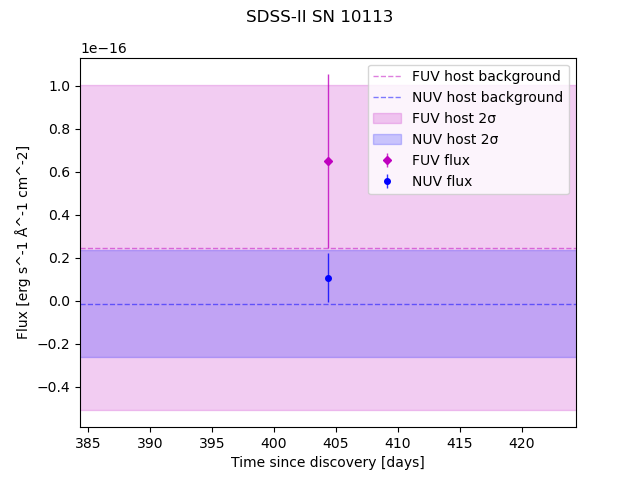 SDSS-II SN 10113
1e−16
FUV host background
NUV host background
FUV host 2σ
NUV host 2σ
FUV flux
NUV flux
1.0
0.8
0.6
0.4
0.2
0.0
−0.2
−0.4
Flux [erg s^-1 Å^-1 cm^-2]
385 390 395 400 405 410 415 420
Time since discovery [days]